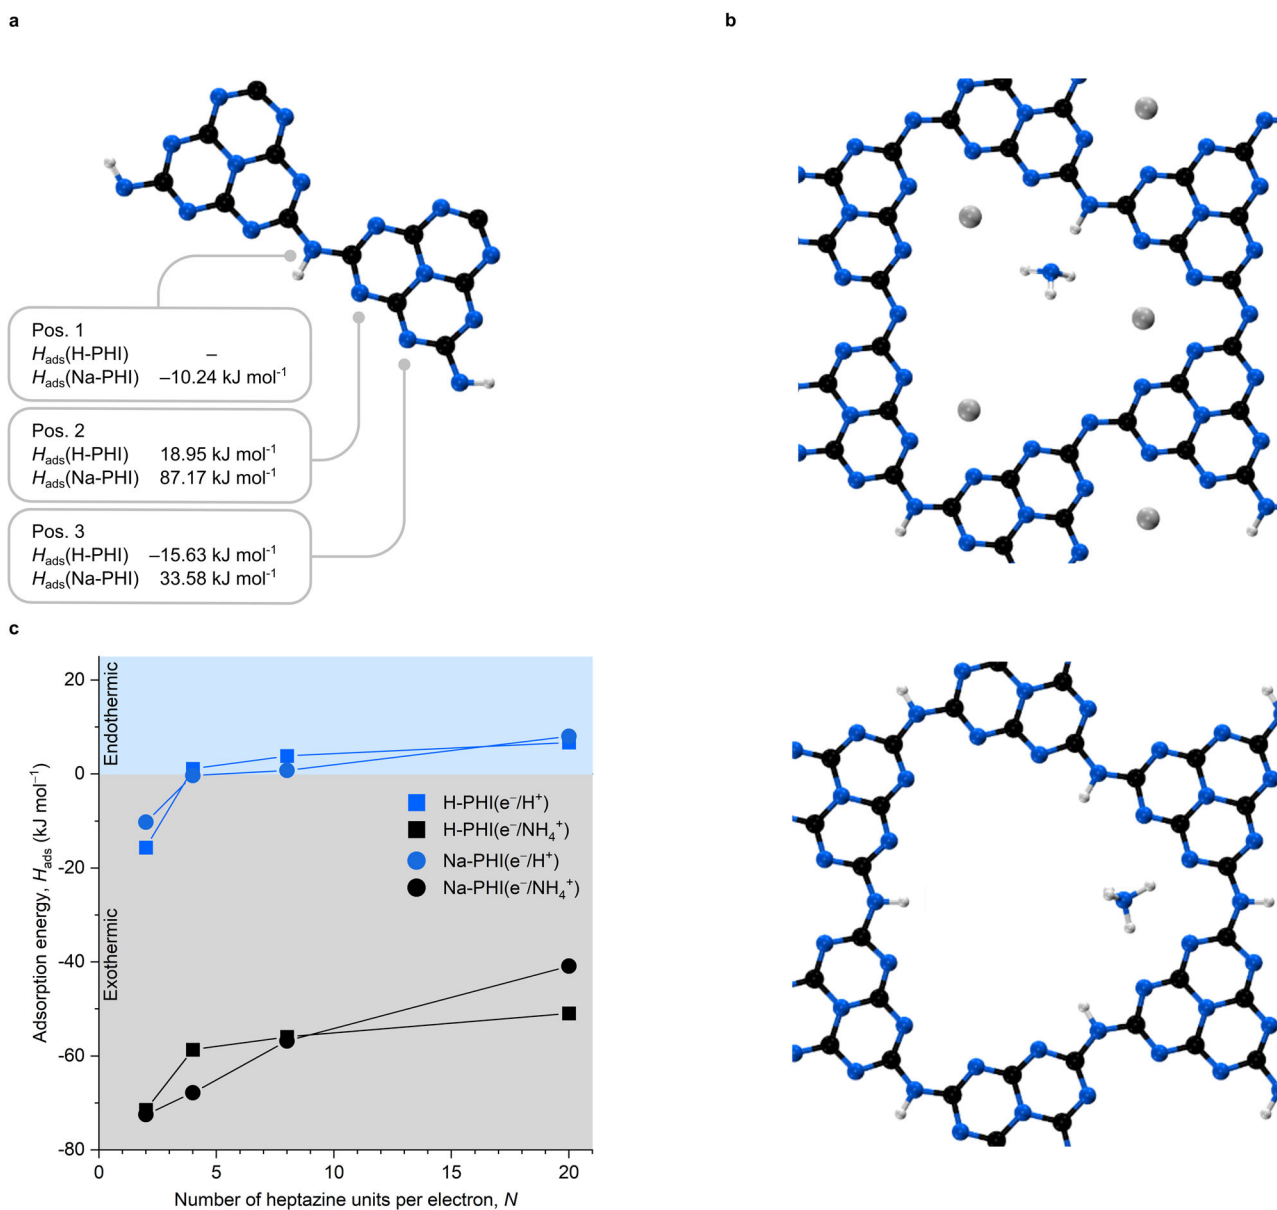 a
b
Pos. 1
Hads(H-PHI) –
Hads(Na-PHI) –10.24 kJ mol⁻¹
Pos. 2
Hads(H-PHI) 18.95 kJ mol⁻¹
Hads(Na-PHI) 87.17 kJ mol⁻¹
Pos. 3
Hads(H-PHI) –15.63 kJ mol⁻¹
Hads(Na-PHI) 33.58 kJ mol⁻¹
c
Adsorption energy, Hads (kJ mol⁻¹)
20
0
-20
-40
-60
-80
Endothermic
Exothermic
H-PHI(e⁻/H⁺)
H-PHI(e⁻/NH₄⁺)
Na-PHI(e⁻/H⁺)
Na-PHI(e⁻/NH₄⁺)
0 5 10 15 20
Number of heptazine units per electron, N